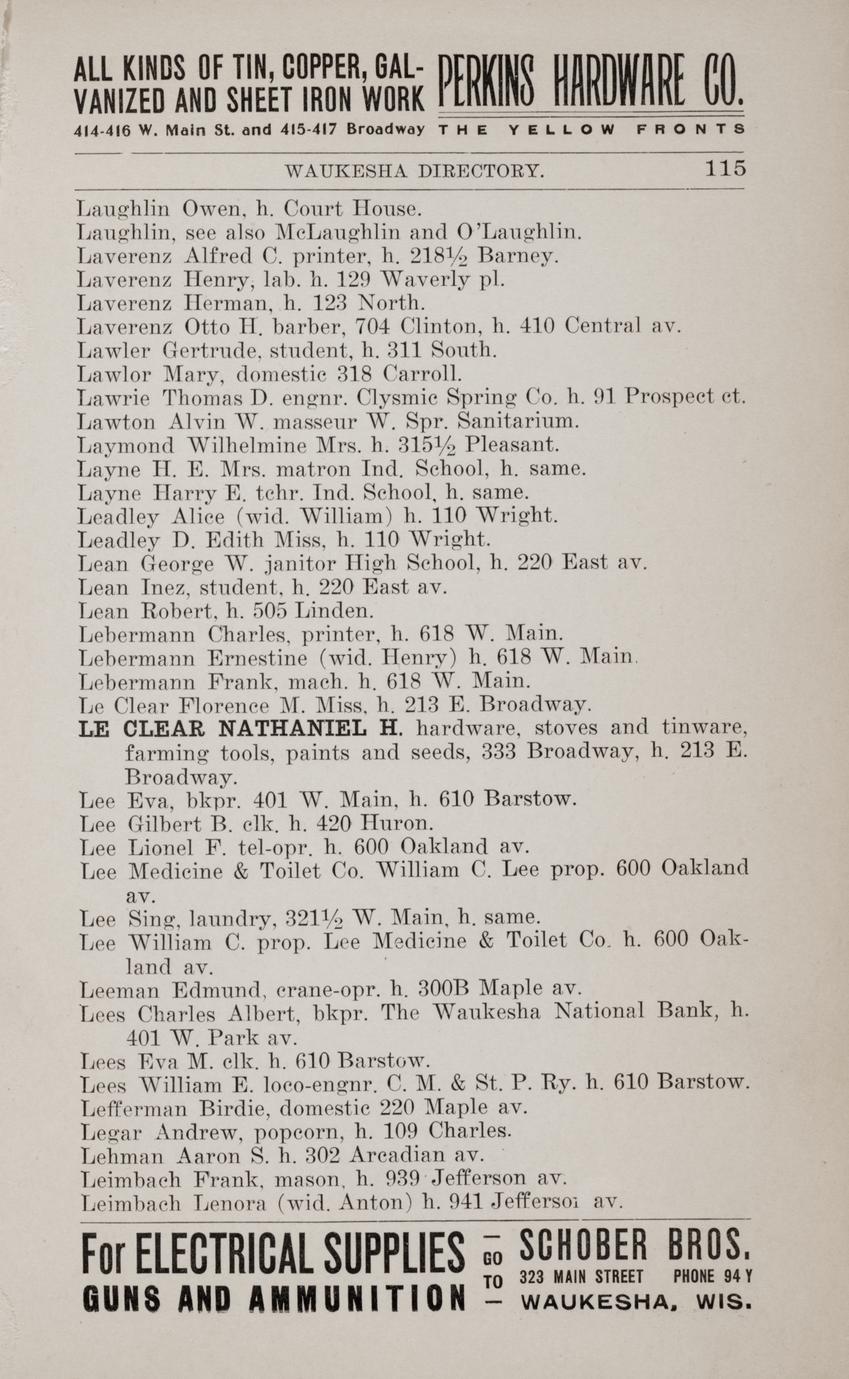 ALL KINDS OF TIN, COPPER, GAL-
VANIZED AND SHEET IRON WORK
414-416 W. Main St. and 415-417 Broadway
PERKINS HARDWARE CO.
THE YELLOW FRONTS
WAUKESHA DIRECTORY. 115
Laughlin Owen, h. Court House.
Laughlin, see also McLaughlin and O'Laughlin.
Laverenz Alfred C. printer, h. 218½ Barney.
Laverenz Henry, lab. h. 129 Waverly pl.
Laverenz Herman, h. 123 North.
Laverenz Otto H. barber, 704 Clinton, h. 410 Central av.
Lawler Gertrude, student, h. 311 South.
Lawlor Mary, domestic 318 Carroll.
Lawrie Thomas D. engnr. Clysmic Spring Co. h. 91 Prospect ct.
Lawton Alvin W. masseur W. Spr. Sanitarium.
Laymond Wilhelmine Mrs. h. 315½ Pleasant.
Layne H. E. Mrs. matron Ind. School, h. same.
Layne Harry E. tchr. Ind. School, h. same.
Leadley Alice (wid. William) h. 110 Wright.
Leadley D. Edith Miss, h. 110 Wright.
Lean George W. janitor High School, h. 220 East av.
Lean Inez, student, h. 220 East av.
Lean Robert, h. 505 Linden.
Lebermann Charles, printer, h. 618 W. Main.
Lebermann Ernestine (wid. Henry) h. 618 W. Main.
Lebermann Frank, mach. h. 618 W. Main.
Le Clear Florence M. Miss, h. 213 E. Broadway.
LE CLEAR NATHANIEL H. hardware, stoves and tinware,
farming tools, paints and seeds, 333 Broadway, h. 213 E.
Broadway.
Lee Eva, bkpr. 401 W. Main, h. 610 Barstow.
Lee Gilbert B. clk. h. 420 Huron.
Lee Lionel F. tel-opr. h. 600 Oakland av.
Lee Medicine & Toilet Co. William C. Lee prop. 600 Oakland
av.
Lee Sing, laundry, 321½ W. Main, h. same.
Lee William C. prop. Lee Medicine & Toilet Co. h. 600 Oak-
land av.
Leeman Edmund, crane-opr. h. 300B Maple av.
Lees Charles Albert, bkpr. The Waukesha National Bank, h.
401 W. Park av.
Lees Eva M. clk. h. 610 Barstow.
Lees William E. loco-engnr. C. M. & St. P. Ry. h. 610 Barstow.
Lefferman Birdie, domestic 220 Maple av.
Legar Andrew, popcorn, h. 109 Charles.
Lehman Aaron S. h. 302 Arcadian av.
Leimbach Frank, mason, h. 939 Jefferson av.
Leimbach Lenora (wid. Anton) h. 941 Jefferson av.
For ELECTRICAL SUPPLIES
GUNS AND AMMUNITION
GO
TO
SCHOBER BROS.
323 MAIN STREET PHONE 94 Y
WAUKESHA, WIS.